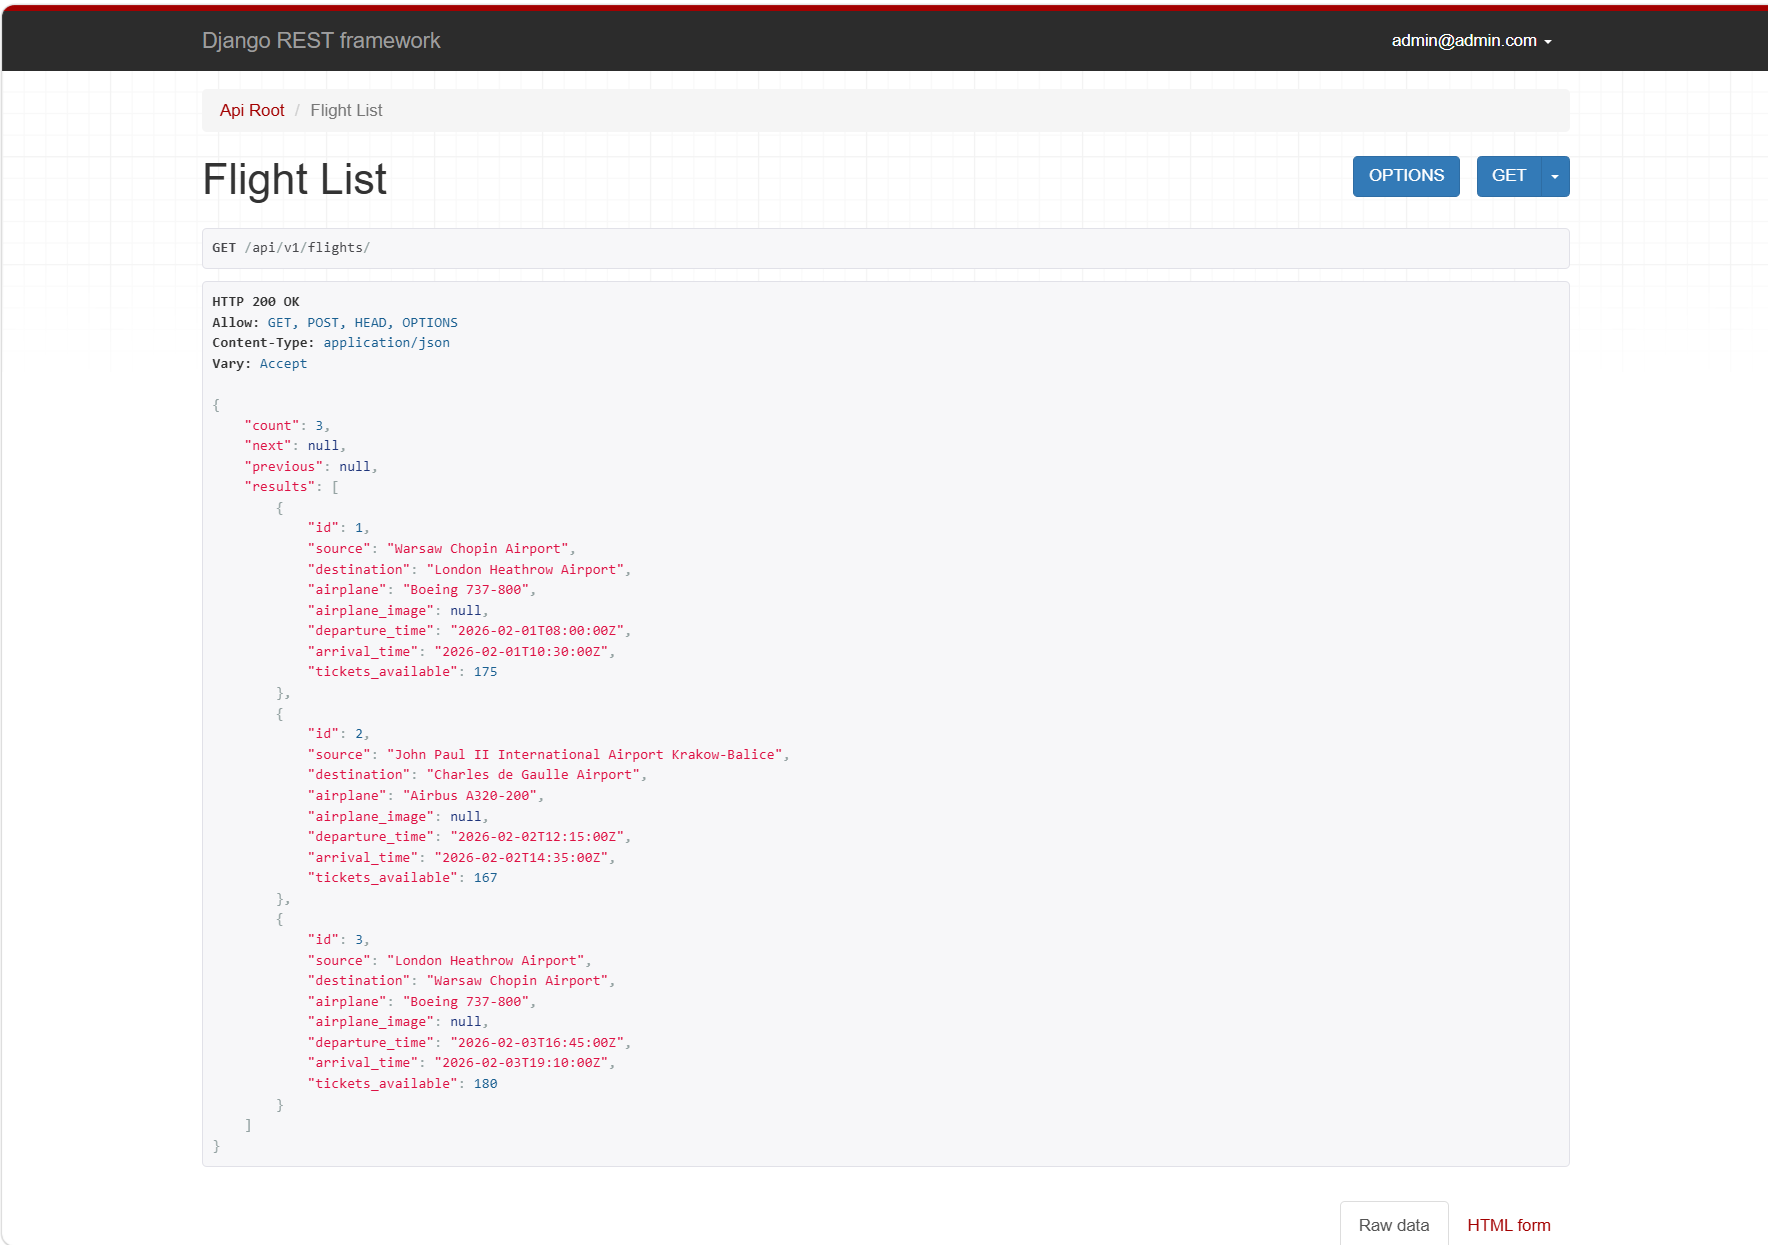 Django REST framework
admin@admin.com
Api Root / Flight List
Flight List
OPTIONS
GET
GET /api/v1/flights/
HTTP 200 OK
Allow: GET, POST, HEAD, OPTIONS
Content-Type: application/json
Vary: Accept
{
    "count": 3,
    "next": null,
    "previous": null,
    "results": [
        {
            "id": 1,
            "source": "Warsaw Chopin Airport",
            "destination": "London Heathrow Airport",
            "airplane": "Boeing 737-800",
            "airplane_image": null,
            "departure_time": "2026-02-01T08:00:00Z",
            "arrival_time": "2026-02-01T10:30:00Z",
            "tickets_available": 175
        },
        {
            "id": 2,
            "source": "John Paul II International Airport Krakow-Balice",
            "destination": "Charles de Gaulle Airport",
            "airplane": "Airbus A320-200",
            "airplane_image": null,
            "departure_time": "2026-02-02T12:15:00Z",
            "arrival_time": "2026-02-02T14:35:00Z",
            "tickets_available": 167
        },
        {
            "id": 3,
            "source": "London Heathrow Airport",
            "destination": "Warsaw Chopin Airport",
            "airplane": "Boeing 737-800",
            "airplane_image": null,
            "departure_time": "2026-02-03T16:45:00Z",
            "arrival_time": "2026-02-03T19:10:00Z",
            "tickets_available": 180
        }
    ]
}
Raw data
HTML form